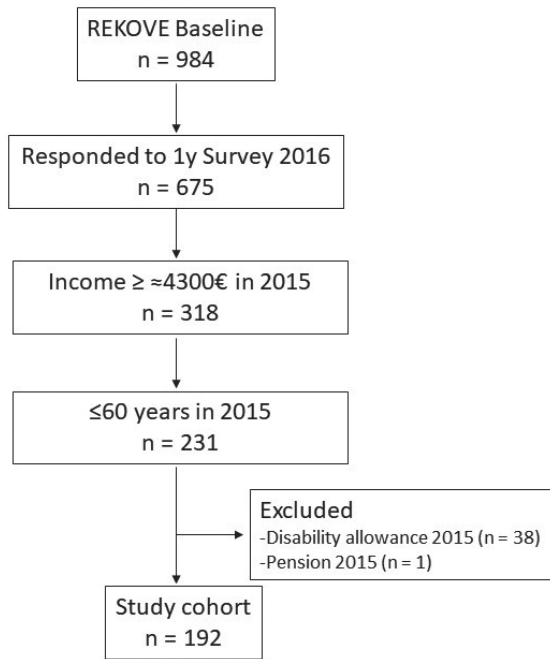 REKOVE Baseline
n = 984
Responded to 1y Survey 2016
n = 675
Income ≥ ≈4300€ in 2015
n = 318
≤60 years in 2015
n = 231
Excluded
-Disability allowance 2015 (n = 38)
-Pension 2015 (n = 1)
Study cohort
n = 192